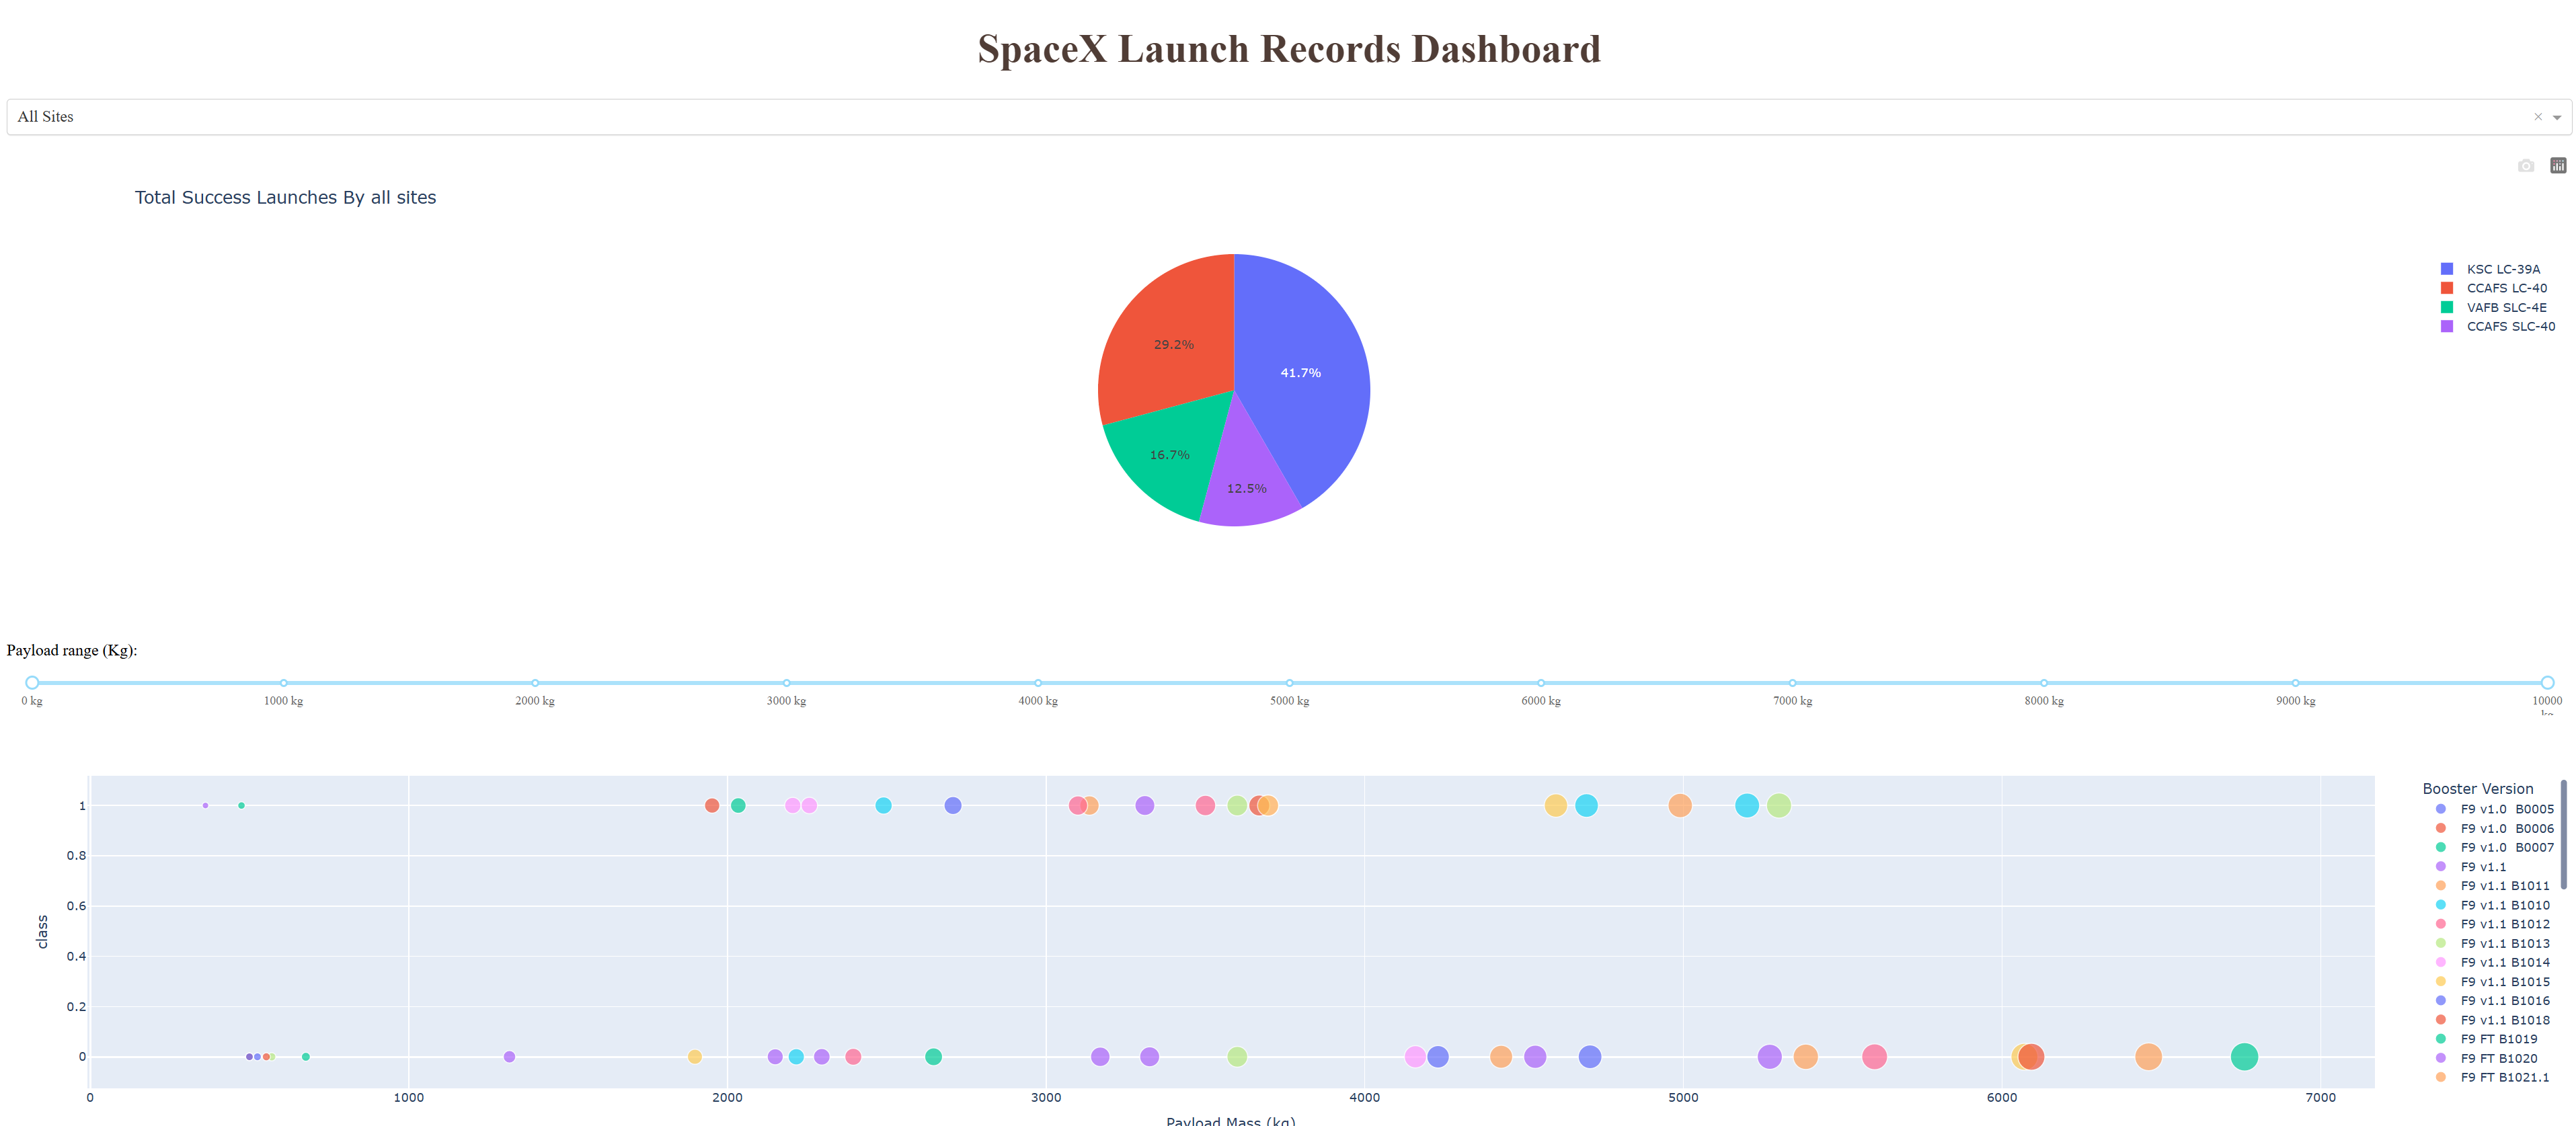 SpaceX Launch Records Dashboard
All Sites
×
Total Success Launches By all sites
KSC LC-39A
CCAFS LC-40
VAFB SLC-4E
CCAFS SLC-40
29.2%
41.7%
16.7%
12.5%
Payload range (Kg):
0 kg 1000 kg 2000 kg 3000 kg 4000 kg 5000 kg 6000 kg 7000 kg 8000 kg 9000 kg 10000
kg
Booster Version
F9 v1.0  B0005
F9 v1.0  B0006
F9 v1.0  B0007
F9 v1.1
F9 v1.1 B1011
F9 v1.1 B1010
F9 v1.1 B1012
F9 v1.1 B1013
F9 v1.1 B1014
F9 v1.1 B1015
F9 v1.1 B1016
F9 v1.1 B1018
F9 FT B1019
F9 FT B1020
F9 FT B1021.1
1
0.8
0.6
0.4
0.2
0
class
0 1000 2000 3000 4000 5000 6000 7000
Payload Mass (kg)